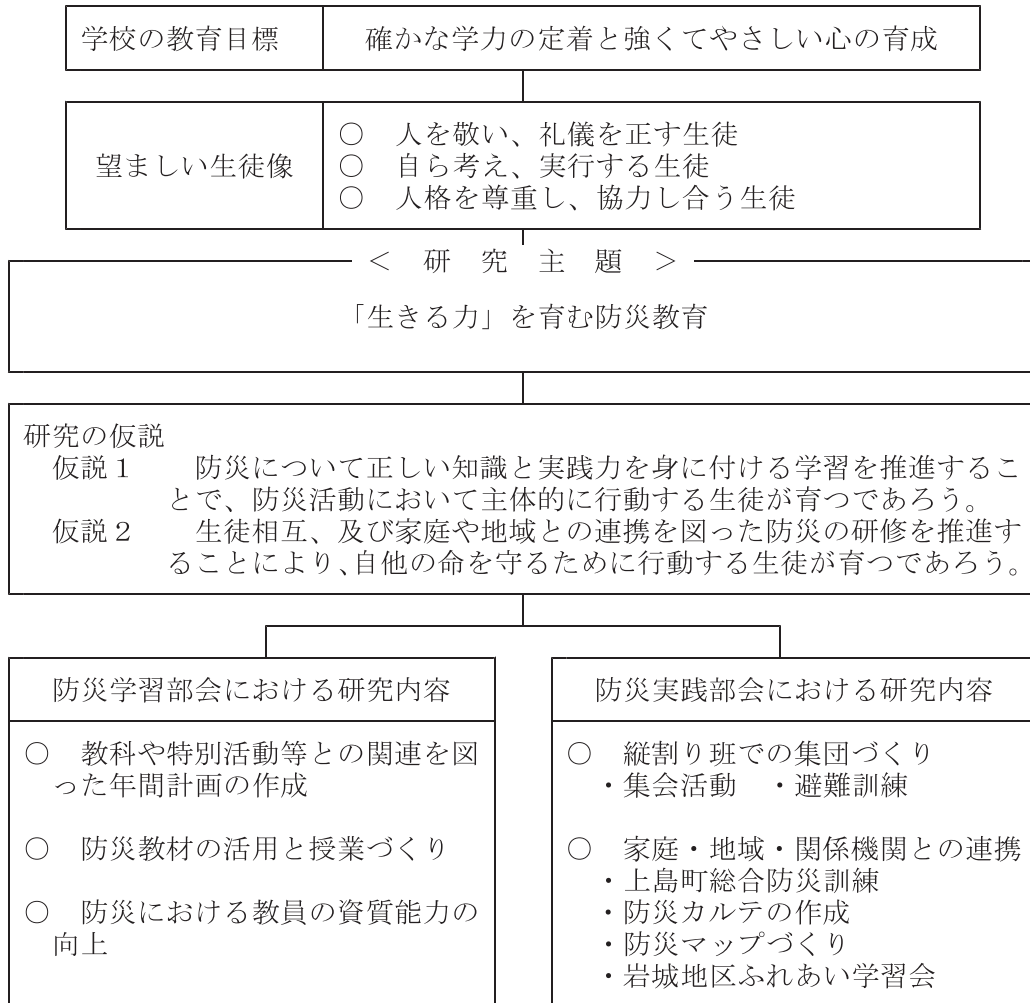 学校の教育目標
確かな学力の定着と強くてやさしい心の育成
望ましい生徒像
○　人を敬い、礼儀を正す生徒
○　自ら考え、実行する生徒
○　人格を尊重し、協力し合う生徒
＜　研　究　主　題　＞
「生きる力」を育む防災教育
研究の仮説
仮説１　　防災について正しい知識と実践力を身に付ける学習を推進するこ
とで、防災活動において主体的に行動する生徒が育つであろう。
仮説２　　生徒相互、及び家庭や地域との連携を図った防災の研修を推進す
ることにより、自他の命を守るために行動する生徒が育つであろう。
防災学習部会における研究内容
○　教科や特別活動等との関連を図
った年間計画の作成
○　防災教材の活用と授業づくり
○　防災における教員の資質能力の
向上
防災実践部会における研究内容
○　縦割り班での集団づくり
・集会活動　・避難訓練
○　家庭・地域・関係機関との連携
・上島町総合防災訓練
・防災カルテの作成
・防災マップづくり
・岩城地区ふれあい学習会